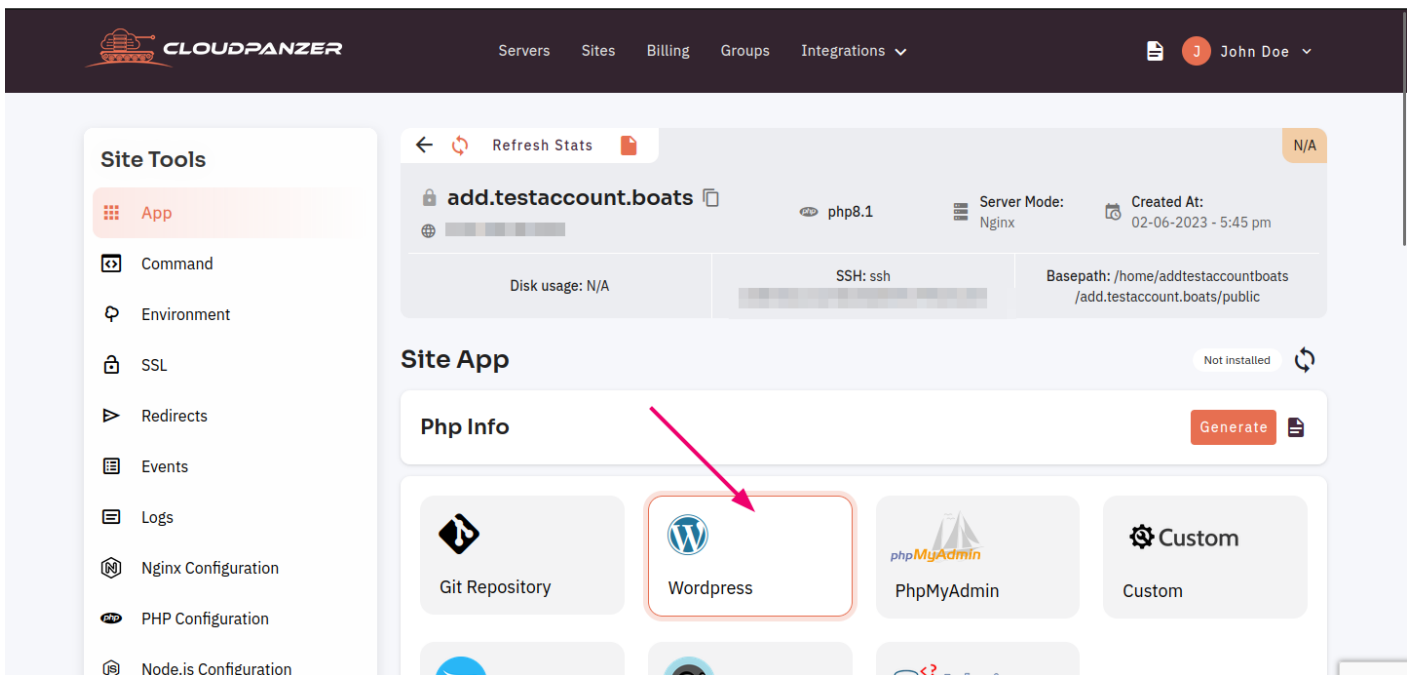 CLOUDPANZER
Servers Sites Billing Groups Integrations
J John Doe
Site Tools
App
Command
Environment
SSL
Redirects
Events
Logs
Nginx Configuration
PHP Configuration
Node.js Configuration
Refresh Stats
N/A
add.testaccount.boats
php php8.1
Server Mode:
Nginx
Created At:
02-06-2023 - 5:45 pm
Disk usage: N/A
SSH: ssh
Basepath: /home/addtestaccountboats
/add.testaccount.boats/public
Site App
Not installed
Php Info
Generate
Git Repository
Wordpress
phpMyAdmin
PhpMyAdmin
Custom
Custom